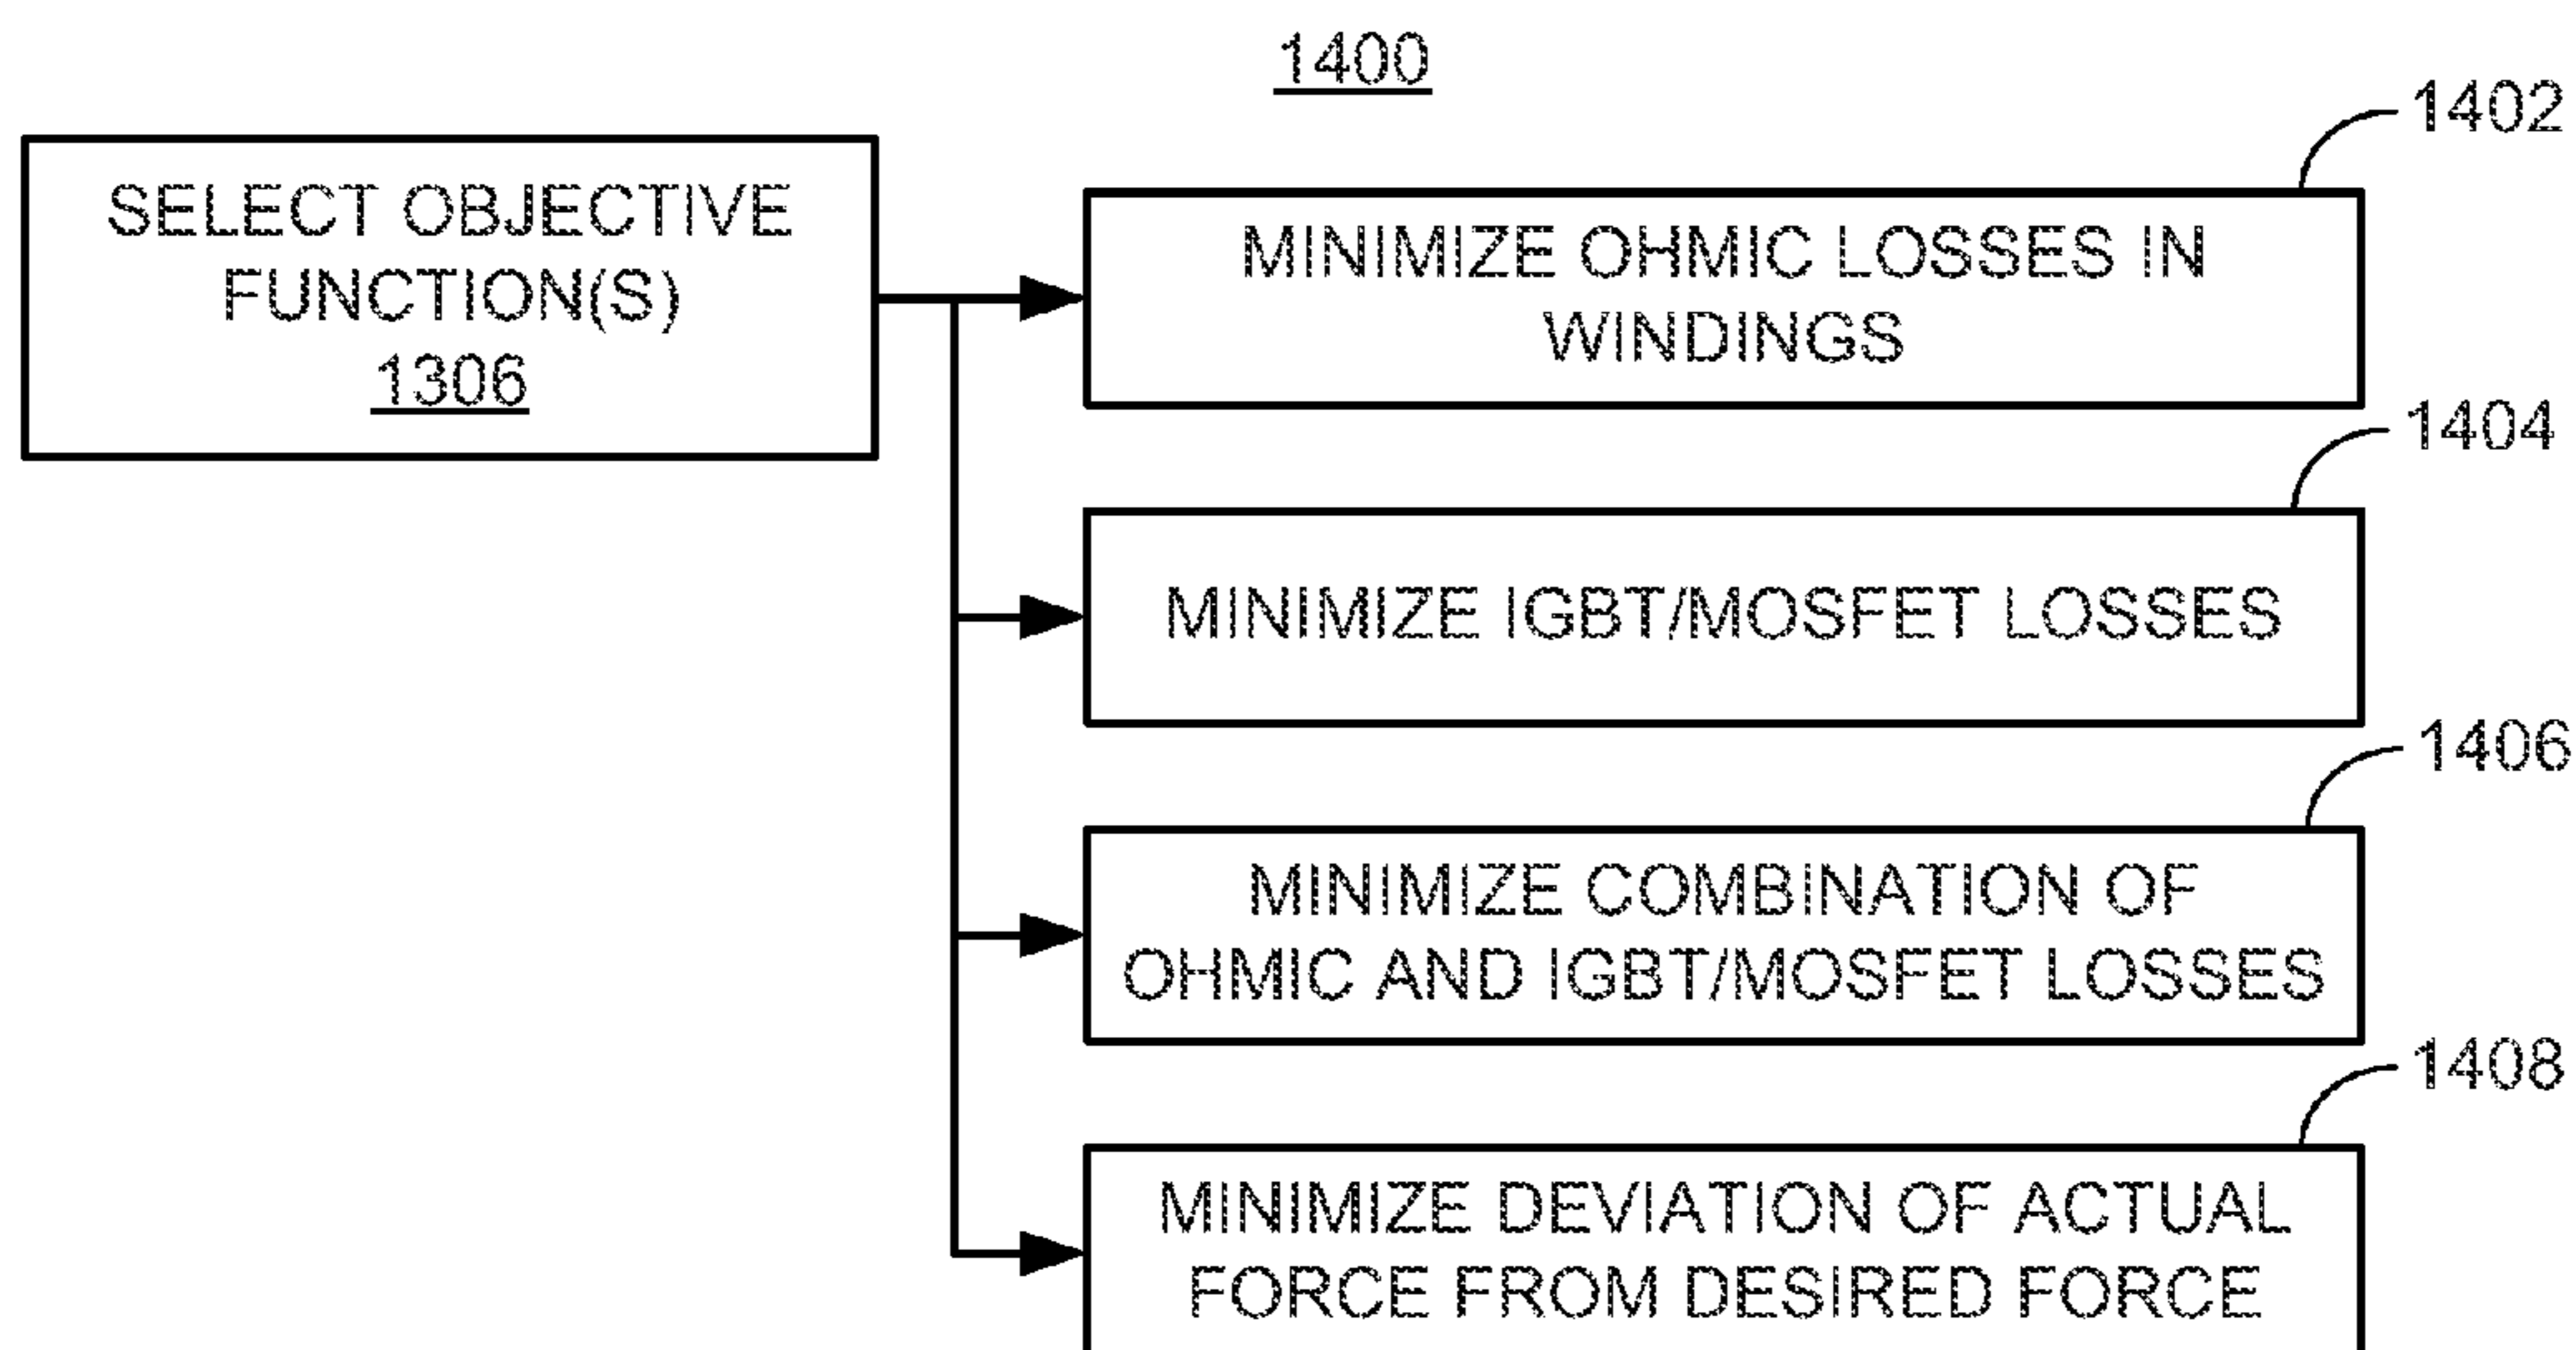 1400
SELECT OBJECTIVE
FUNCTION(S)
1306
1402
MINIMIZE OHMIC LOSSES IN
WINDINGS
1404
MINIMIZE IGBT/MOSFET LOSSES
1406
MINIMIZE COMBINATION OF
OHMIC AND IGBT/MOSFET LOSSES
1408
MINIMIZE DEVIATION OF ACTUAL
FORCE FROM DESIRED FORCE